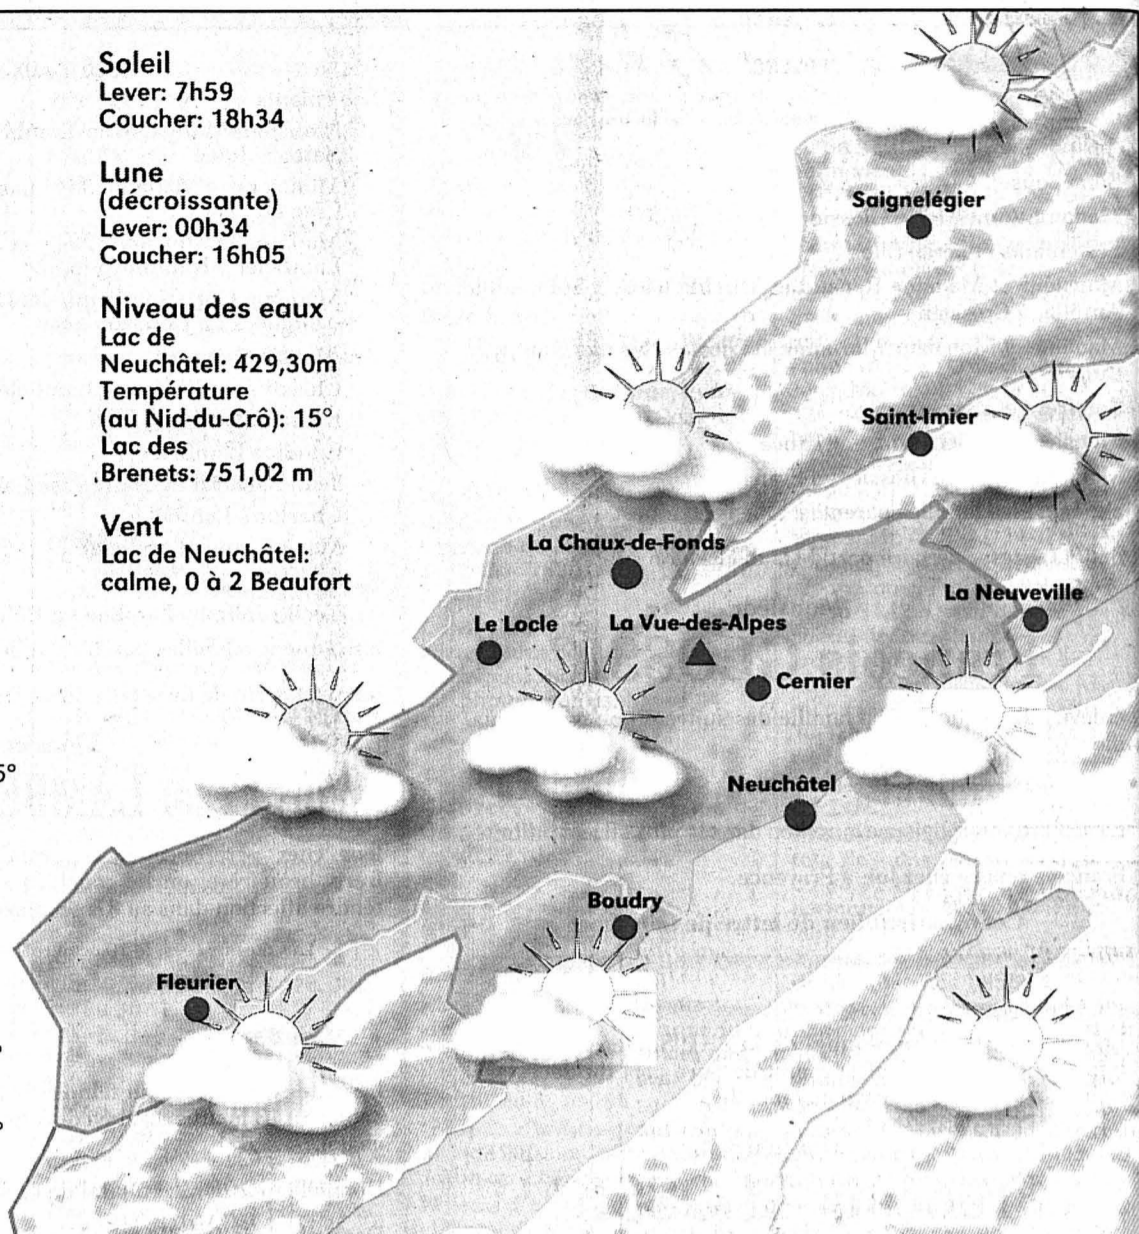 Soleil
Lever: 7h59
Coucher: 18h34
Lune
(décroissante)
Lever: 00h34
Coucher: 16h05
Niveau des eaux
Lac de
Neuchâtel: 429,30m
Température
(au Nid-du-Crô): 15°
Lac des
Brenets: 751,02 m
Vent
Lac de Neuchâtel:
calme, 0 à 2 Beaufort
Saignelégier
Saint-Imier
La Chaux-de-Fonds
La Neuveville
Le Locle
La Vue-des-Alpes
Cernier
Neuchâtel
Boudry
Fleurier